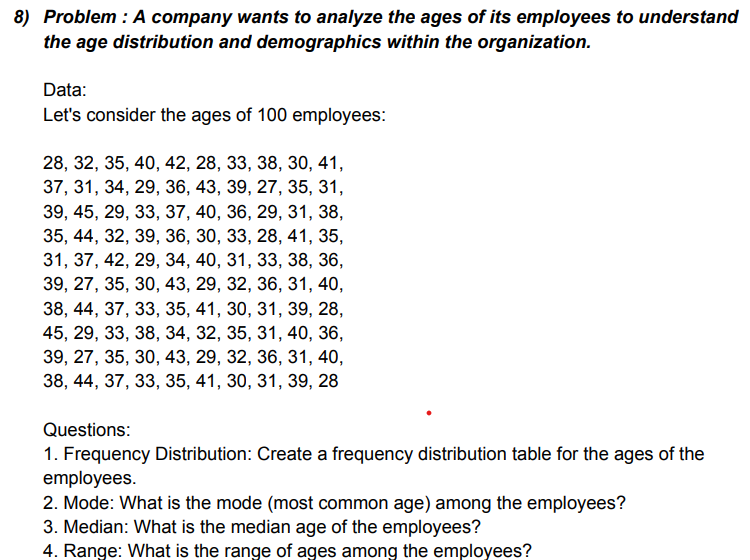 8) Problem : A company wants to analyze the ages of its employees to understand
the age distribution and demographics within the organization.
Data:
Let's consider the ages of 100 employees:
28, 32, 35, 40, 42, 28, 33, 38, 30, 41,
37, 31, 34, 29, 36, 43, 39, 27, 35, 31,
39, 45, 29, 33, 37, 40, 36, 29, 31, 38,
35, 44, 32, 39, 36, 30, 33, 28, 41, 35,
31, 37, 42, 29, 34, 40, 31, 33, 38, 36,
39, 27, 35, 30, 43, 29, 32, 36, 31, 40,
38, 44, 37, 33, 35, 41, 30, 31, 39, 28,
45, 29, 33, 38, 34, 32, 35, 31, 40, 36,
39, 27, 35, 30, 43, 29, 32, 36, 31, 40,
38, 44, 37, 33, 35, 41, 30, 31, 39, 28
Questions:
1. Frequency Distribution: Create a frequency distribution table for the ages of the
employees.
2. Mode: What is the mode (most common age) among the employees?
3. Median: What is the median age of the employees?
4. Range: What is the range of ages among the employees?